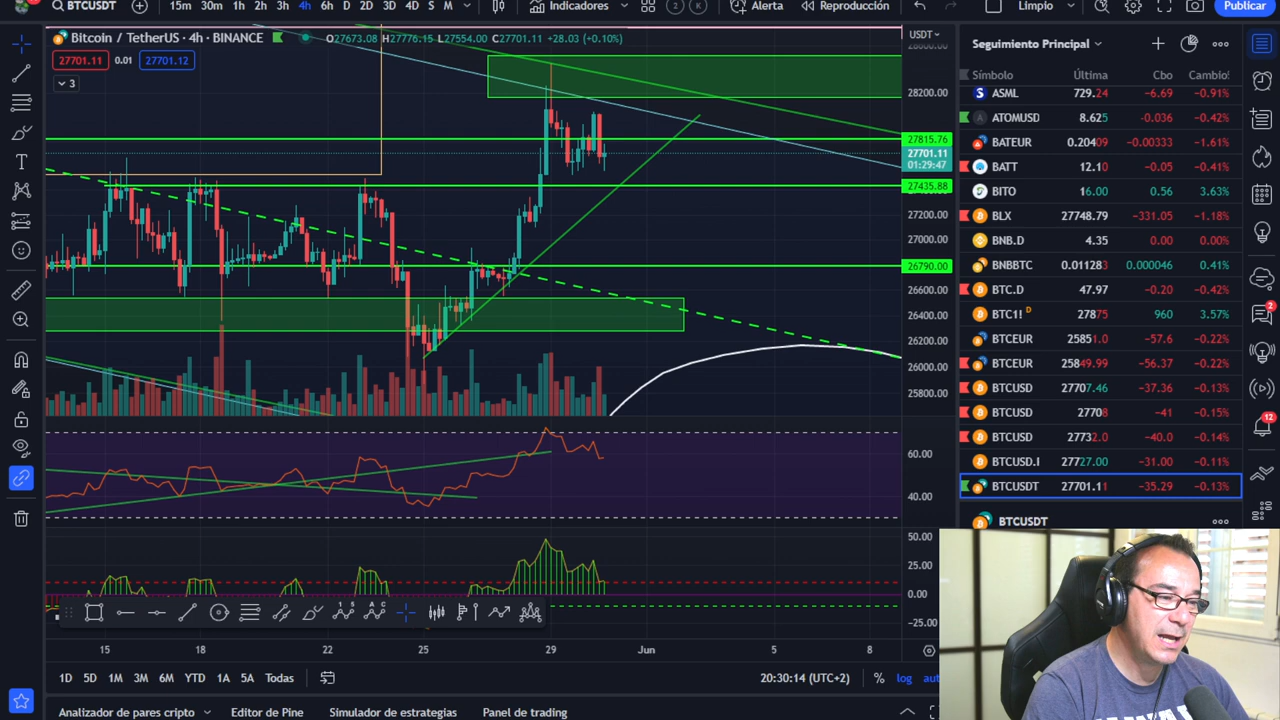 BTCUSDT
15m 30m 1h 2h 3h 4h 6h D 2D 3D 4D S M
Indicadores
Alerta
Reproducción
Limpio
Publicar
Bitcoin / TetherUS · 4h · BINANCE
O27673.08 H27776.15 L27554.00 C27701.11 +28.03 (+0.10%)
USDT
27701.11 0.01 27701.12
3
28200.00
27815.76
27701.11
01:29:47
27435.88
27200.00
27000.00
26790.00
26600.00
26400.00
26200.00
26000.00
25800.00
60.00
40.00
50.00
25.00
0.00
−25.00
15 18 22 25 29 Jun 5 8
1D 5D 1M 3M 6M YTD 1A 5A Todas
20:30:14 (UTC+2)
% log aut
Analizador de pares cripto
Editor de Pine
Simulador de estrategias
Panel de trading
Seguimiento Principal
Símbolo Última Cbo Cambio!
ASML 729.24 −6.69 −0.91%
ATOMUSD 8.625 −0.036 −0.42%
BATEUR 0.20409 −0.00333 −1.61%
BATT 12.10 −0.05 −0.41%
BITO 16.00 0.56 3.63%
BLX 27748.79 −331.05 −1.18%
BNB.D 4.35 0.00 0.00%
BNBBTC 0.011283 0.000046 0.41%
BTC.D 47.97 −0.20 −0.42%
BTC1! D 27875 960 3.57%
BTCEUR 25851.0 −57.6 −0.22%
BTCEUR 25849.99 −56.37 −0.22%
BTCUSD 27707.46 −37.36 −0.13%
BTCUSD 27708 −41 −0.15%
BTCUSD 27732.0 −40.0 −0.14%
BTCUSD.I 27727.00 −31.00 −0.11%
BTCUSDT 27701.11 −35.29 −0.13%
BTCUSDT
2
12